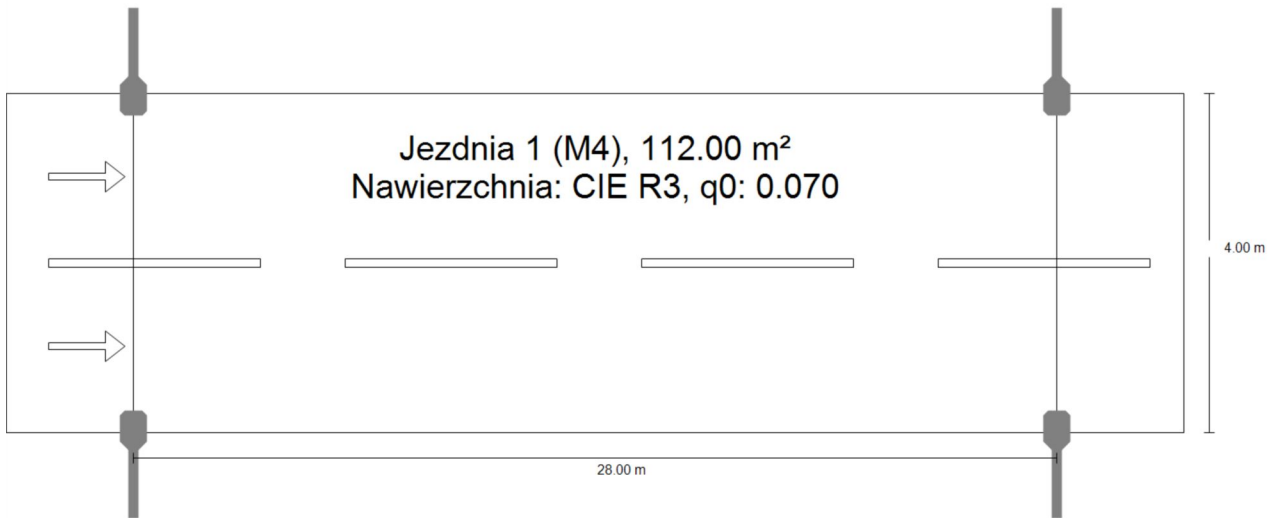 Jezdnia 1 (M4), 112.00 m²
Nawierzchnia: CIE R3, q0: 0.070
4.00 m
28.00 m